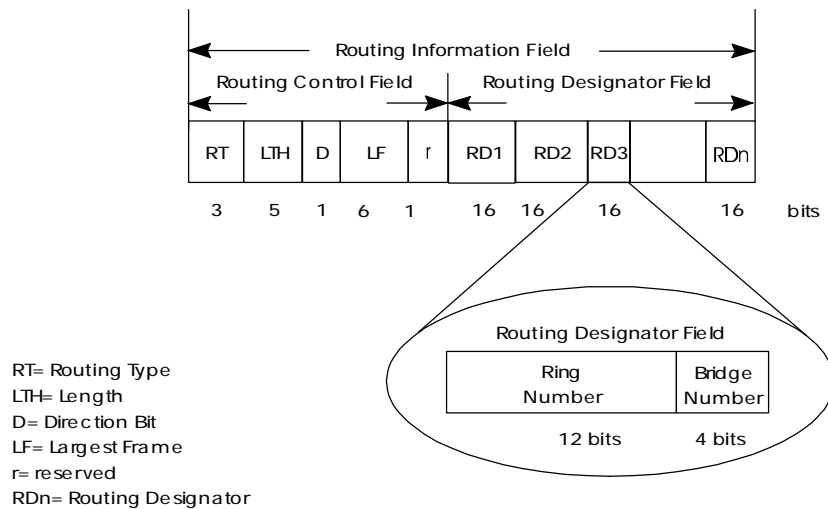 Routing Information Field
Routing Control Field Routing Designator Field
RT LTH D LF r RD1 RD2 RD3 RDn
3 5 1 6 1 16 16 16 16 bits
Routing Designator Field
Ring Number Bridge Number
12 bits 4 bits
RT= Routing Type
LTH= Length
D= Direction Bit
LF= Largest Frame
r= reserved
RDn= Routing Designator